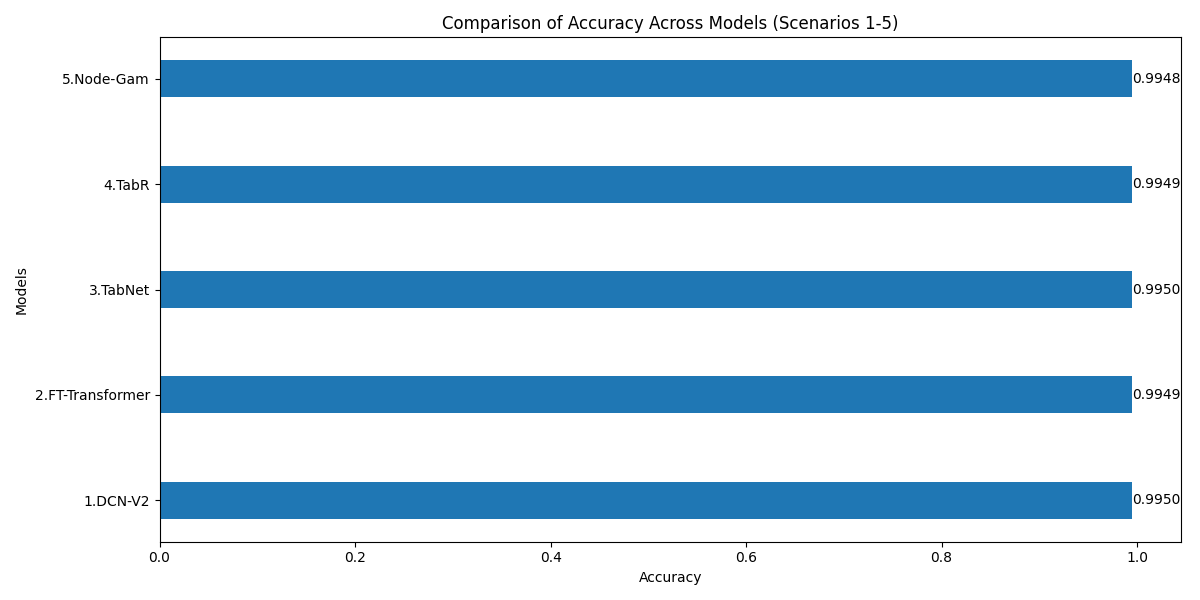 Comparison of Accuracy Across Models (Scenarios 1-5)
Models
5.Node-Gam
0.9948
4.TabR
0.9949
3.TabNet
0.9950
2.FT-Transformer
0.9949
1.DCN-V2
0.9950
0.0 0.2 0.4 0.6 0.8 1.0
Accuracy